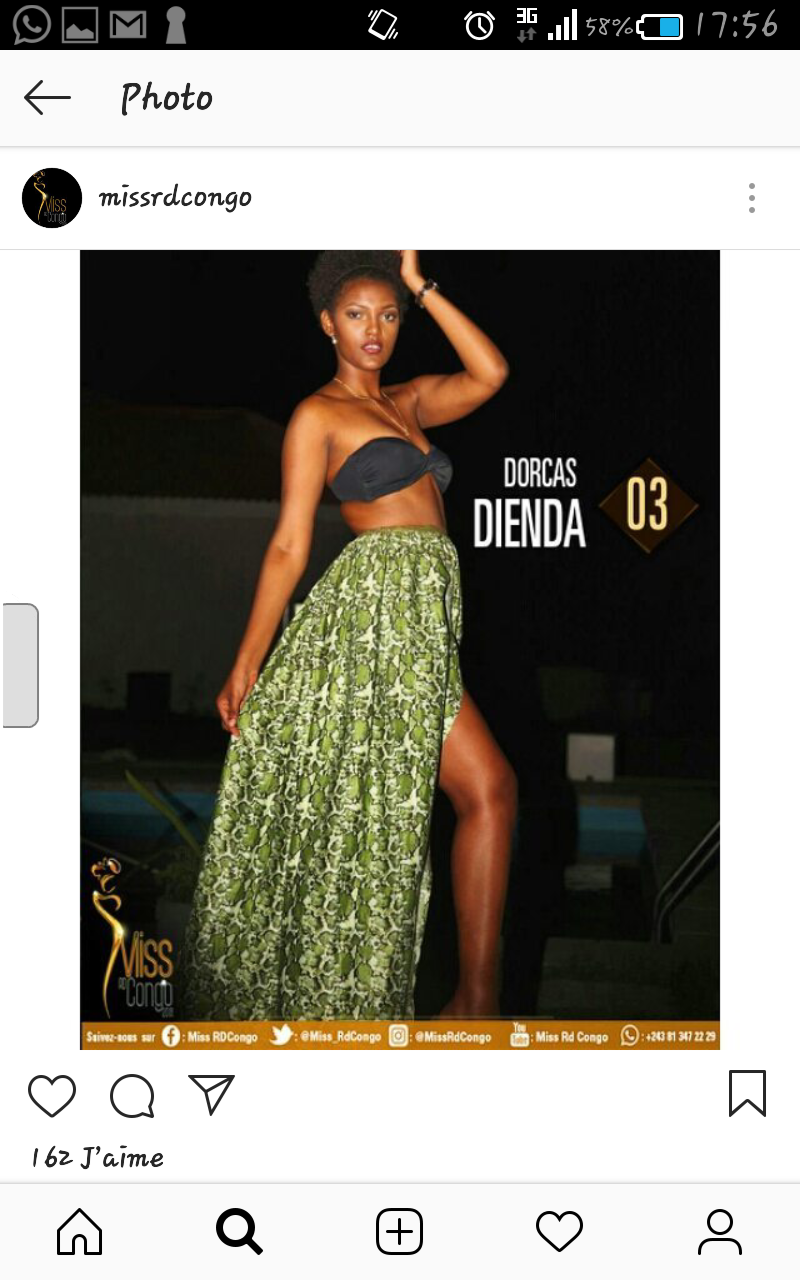 3G
58%
17:56
Photo
missrdcongo
DORCAS
DIENDA
03
Miss
RD
Congo
Suivez-nous sur : Miss RDCongo : @Miss_RdCongo : @MissRdCongo You Tube : Miss Rd Congo : +243 81 347 22 29
162 J'aime